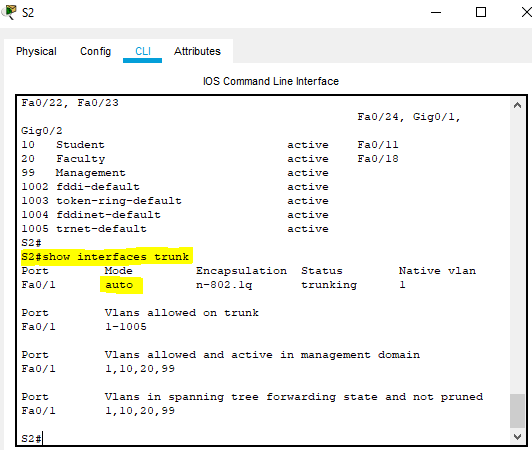 S2
Physical Config CLI Attributes
IOS Command Line Interface
Fa0/22, Fa0/23
Fa0/24, Gig0/1,
Gig0/2
10 Student active Fa0/11
20 Faculty active Fa0/18
99 Management active
1002 fddi-default active
1003 token-ring-default active
1004 fddinet-default active
1005 trnet-default active
S2#
S2#show interfaces trunk
Port Mode Encapsulation Status Native vlan
Fa0/1 auto n-802.1q trunking 1
Port Vlans allowed on trunk
Fa0/1 1-1005
Port Vlans allowed and active in management domain
Fa0/1 1,10,20,99
Port Vlans in spanning tree forwarding state and not pruned
Fa0/1 1,10,20,99
S2#